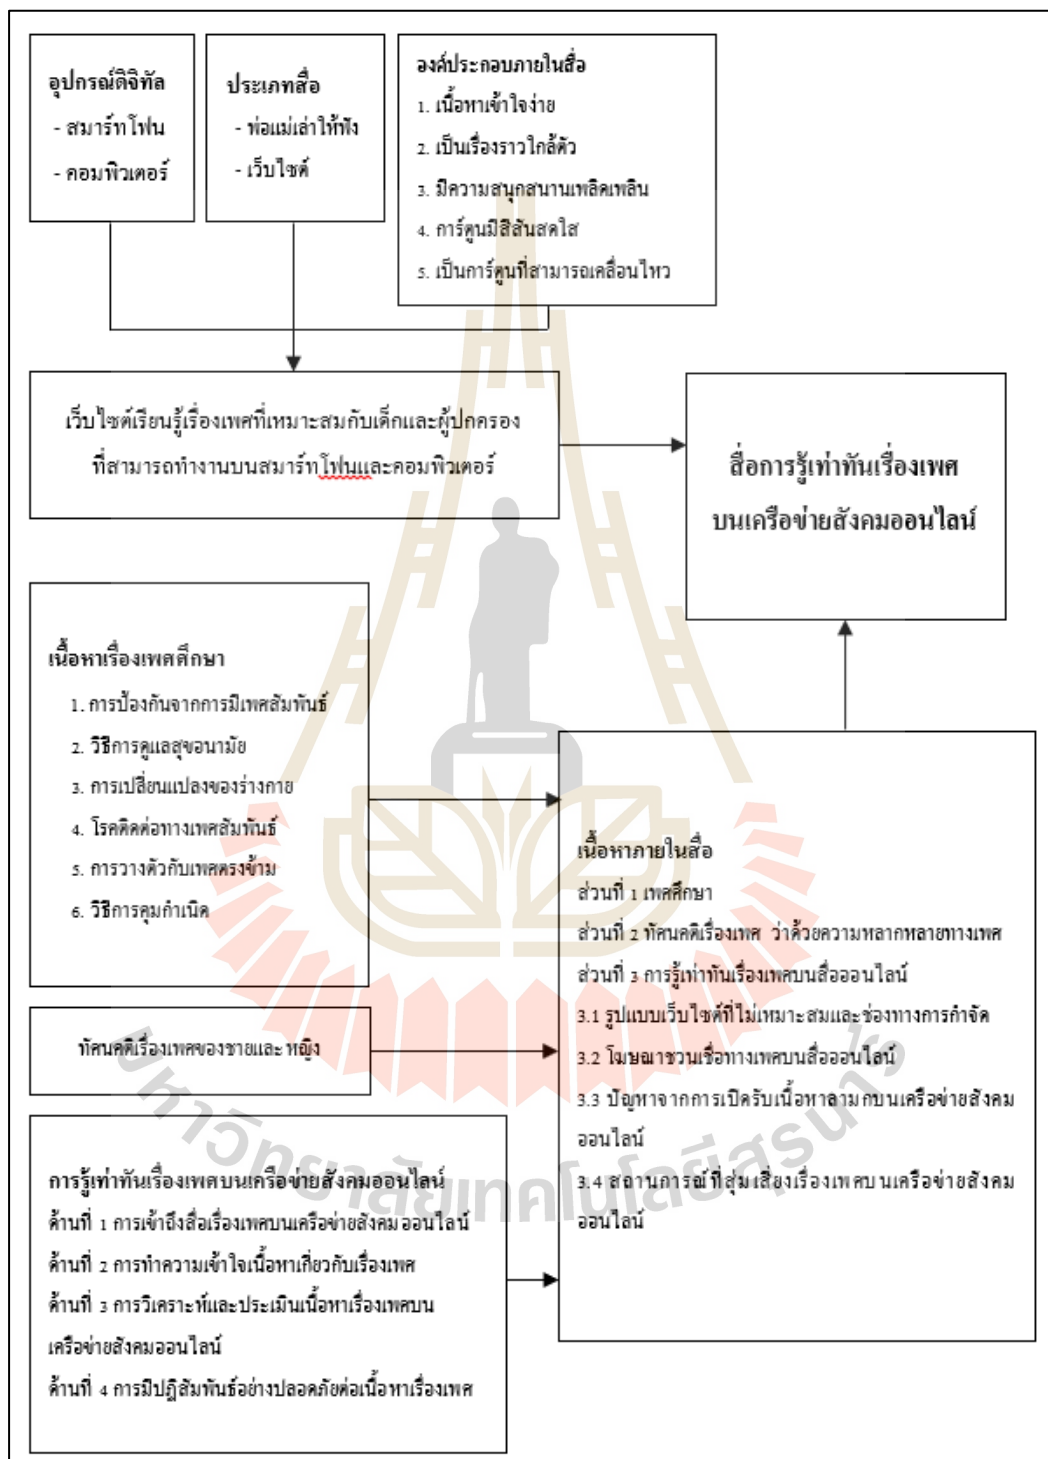 อุปกรณ์ดิจิทัล
- สมาร์ทโฟน
- คอมพิวเตอร์
ประเภทสื่อ
- พ่อแม่เล่าให้ฟัง
- เว็บไซต์
องค์ประกอบภายในสื่อ
1. เนื้อหาเข้าใจง่าย
2. เป็นเรื่องราวใกล้ตัว
3. มีความสนุกสนานเพลิดเพลิน
4. การ์ตูนมีสีสันสดใส
5. เป็นการ์ตูนที่สามารถเคลื่อนไหว
เว็บไซต์เรียนรู้เรื่องเพศที่เหมาะสมกับเด็กและผู้ปกครอง
ที่สามารถทำงานบนสมาร์ทโฟนและคอมพิวเตอร์
สื่อการรู้เท่าทันเรื่องเพศ
บนเครือข่ายสังคมออนไลน์
เนื้อหาเรื่องเพศศึกษา
1. การป้องกันจากการมีเพศสัมพันธ์
2. วิธีการดูแลสุขอนามัย
3. การเปลี่ยนแปลงของร่างกาย
4. โรคติดต่อทางเพศสัมพันธ์
5. การวางตัวกับเพศตรงข้าม
6. วิธีการคุมกำเนิด
ทัศนคติเรื่องเพศของชายและหญิง
การรู้เท่าทันเรื่องเพศบนเครือข่ายสังคมออนไลน์
ด้านที่ 1 การเข้าถึงสื่อเรื่องเพศบนเครือข่ายสังคมออนไลน์
ด้านที่ 2 การทำความเข้าใจเนื้อหาเกี่ยวกับเรื่องเพศ
ด้านที่ 3 การวิเคราะห์และประเมินเนื้อหาเรื่องเพศบน
เครือข่ายสังคมออนไลน์
ด้านที่ 4 การมีปฏิสัมพันธ์อย่างปลอดภัยต่อเนื้อหาเรื่องเพศ
เนื้อหาภายในสื่อ
ส่วนที่ 1 เพศศึกษา
ส่วนที่ 2 ทัศนคติเรื่องเพศ ว่าด้วยความหลากหลายทางเพศ
ส่วนที่ 3 การรู้เท่าทันเรื่องเพศบนสื่อออนไลน์
3.1 รูปแบบเว็บไซต์ที่ไม่เหมาะสมและช่องทางการกำจัด
3.2 โฆษณาชวนเชื่อทางเพศบนสื่อออนไลน์
3.3 ปัญหาจากการเปิดรับเนื้อหาลามกบนเครือข่ายสังคม
ออนไลน์
3.4 สถานการณ์ที่สุ่มเสี่ยงเรื่องเพศบนเครือข่ายสังคม
ออนไลน์
มหาวิทยาลัยเทคโนโลยีสุรนารี